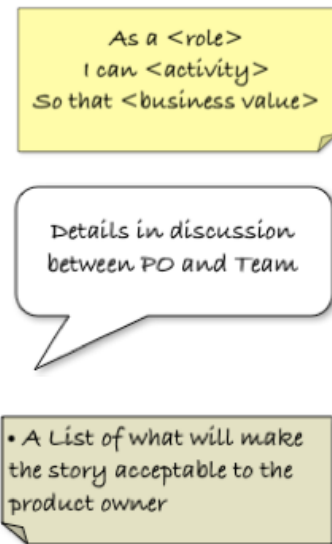 As a <role>
I can <activity>
So that <business value>
Details in discussion
between PO and Team
• A List of what will make
the story acceptable to the
product owner